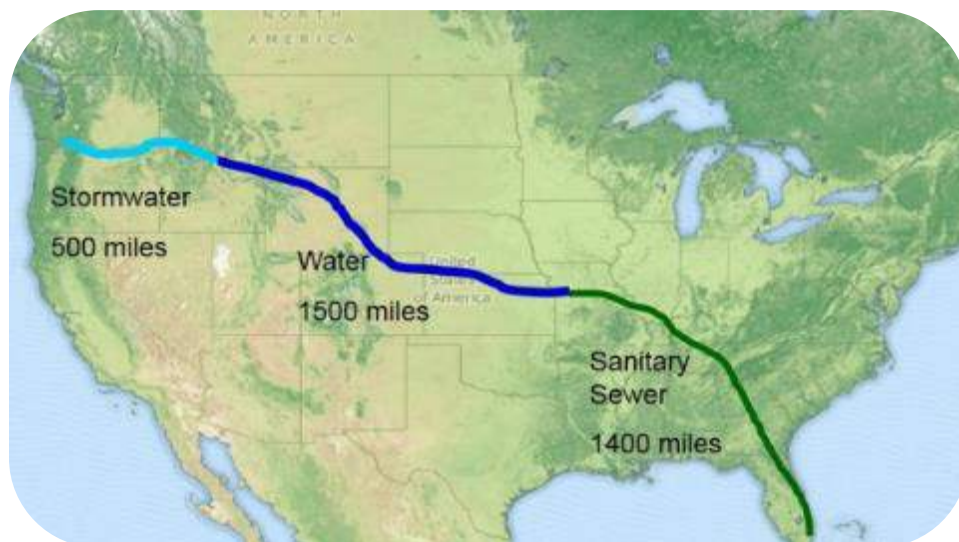 NORTH
AMERICA
Stormwater
500 miles
Water
1500 miles
United
States
of America
Sanitary
Sewer
1400 miles